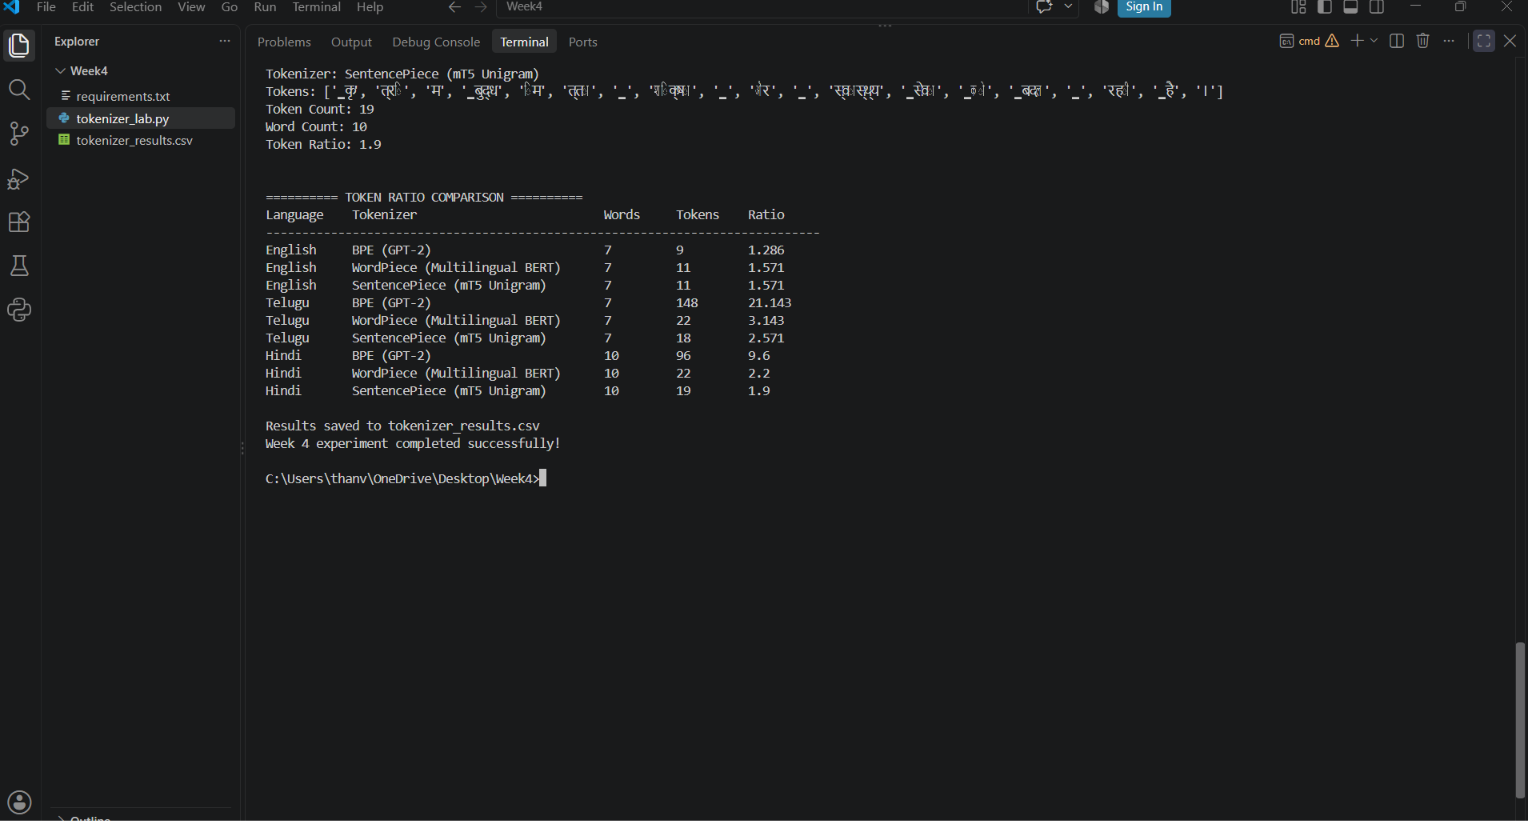 File Edit Selection View Go Run Terminal Help
Week4
Sign In
Explorer
Week4
requirements.txt
tokenizer_lab.py
tokenizer_results.csv
Problems Output Debug Console Terminal Ports
cmd
Tokenizer: SentencePiece (mT5 Unigram)
Tokens: ['▁कृ', 'त्रि', 'म', '▁बुद्ध', 'िम', 'त्ता', '▁', 'शिक्षा', '▁', 'और', '▁', 'स्वास्थ्य', '▁सेवा', '▁को', '▁बदल', '▁', 'रही', '▁है', '।']
Token Count: 19
Word Count: 10
Token Ratio: 1.9
========== TOKEN RATIO COMPARISON ==========
Language Tokenizer Words Tokens Ratio
-----------------------------------------------------------------------------
English BPE (GPT-2) 7 9 1.286
English WordPiece (Multilingual BERT) 7 11 1.571
English SentencePiece (mT5 Unigram) 7 11 1.571
Telugu BPE (GPT-2) 7 148 21.143
Telugu WordPiece (Multilingual BERT) 7 22 3.143
Telugu SentencePiece (mT5 Unigram) 7 18 2.571
Hindi BPE (GPT-2) 10 96 9.6
Hindi WordPiece (Multilingual BERT) 10 22 2.2
Hindi SentencePiece (mT5 Unigram) 10 19 1.9
Results saved to tokenizer_results.csv
Week 4 experiment completed successfully!
C:\Users\thanv\OneDrive\Desktop\Week4>
Outline